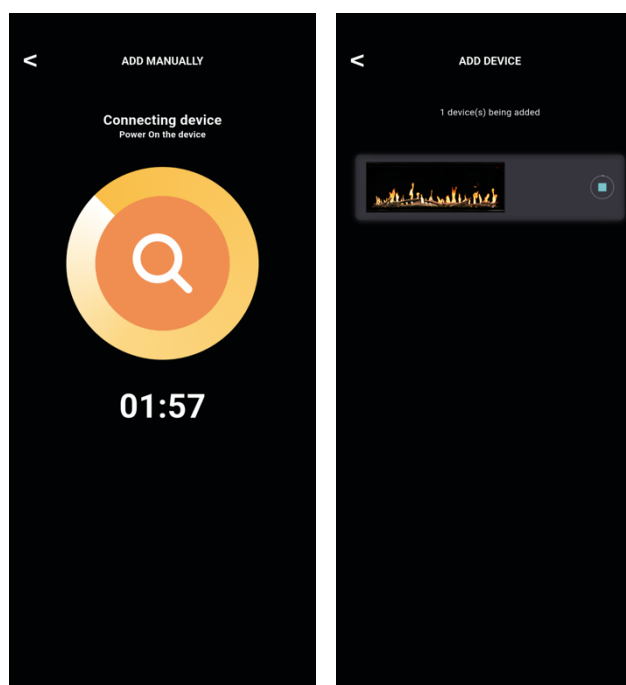 < ADD MANUALLY
Connecting device
Power On the device
01:57
< ADD DEVICE
1 device(s) being added